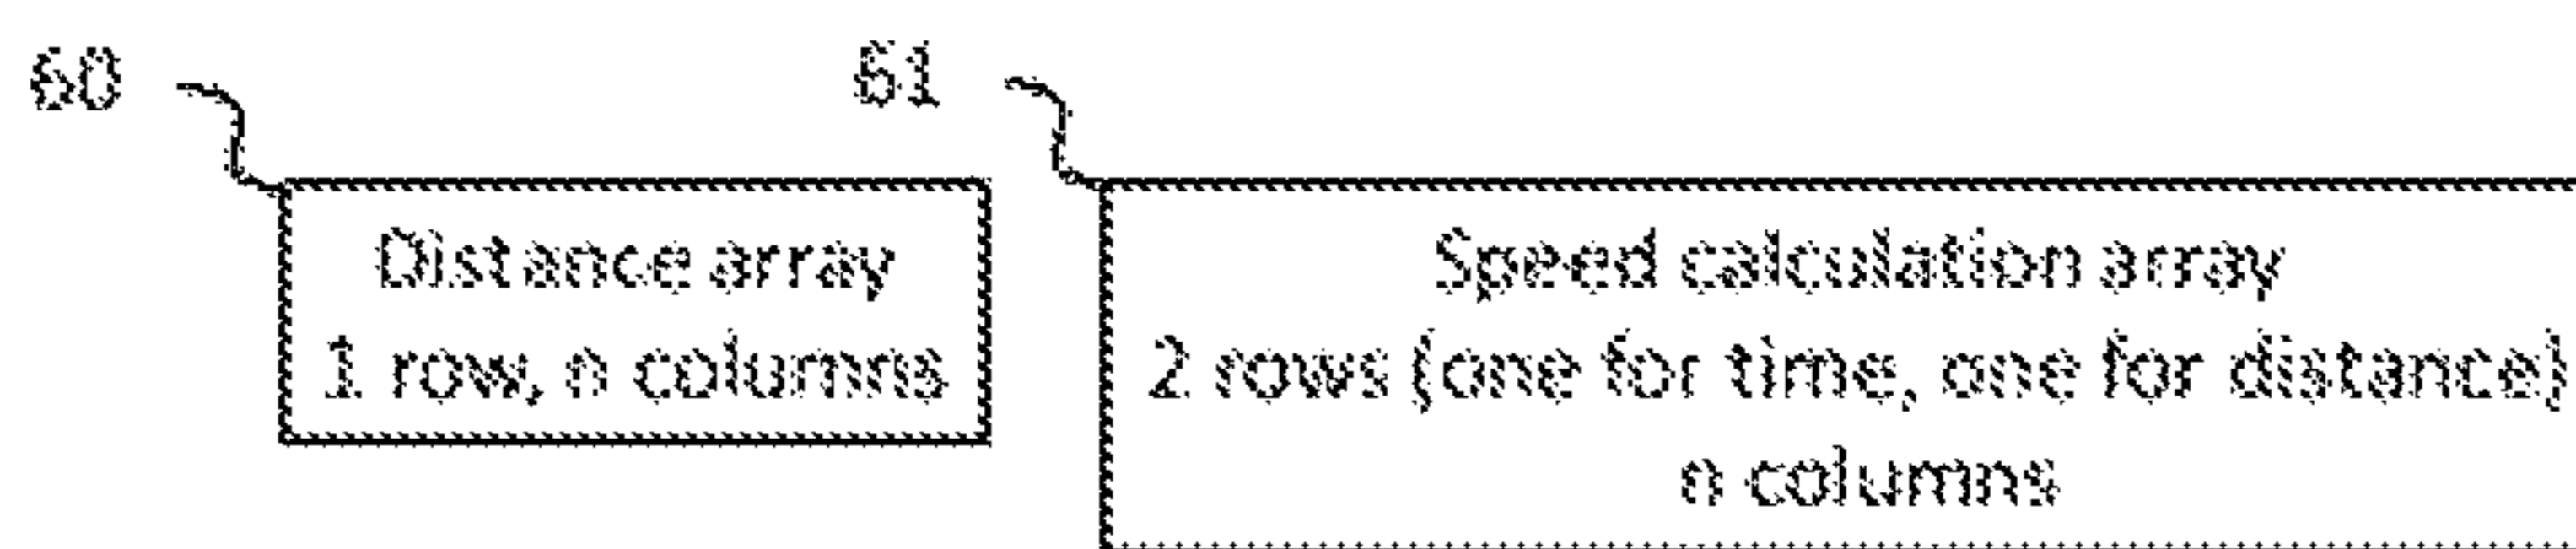 60
61
Distance array
1 row, n columns
Speed calculation array
2 rows (one for time, one for distance)
n columns